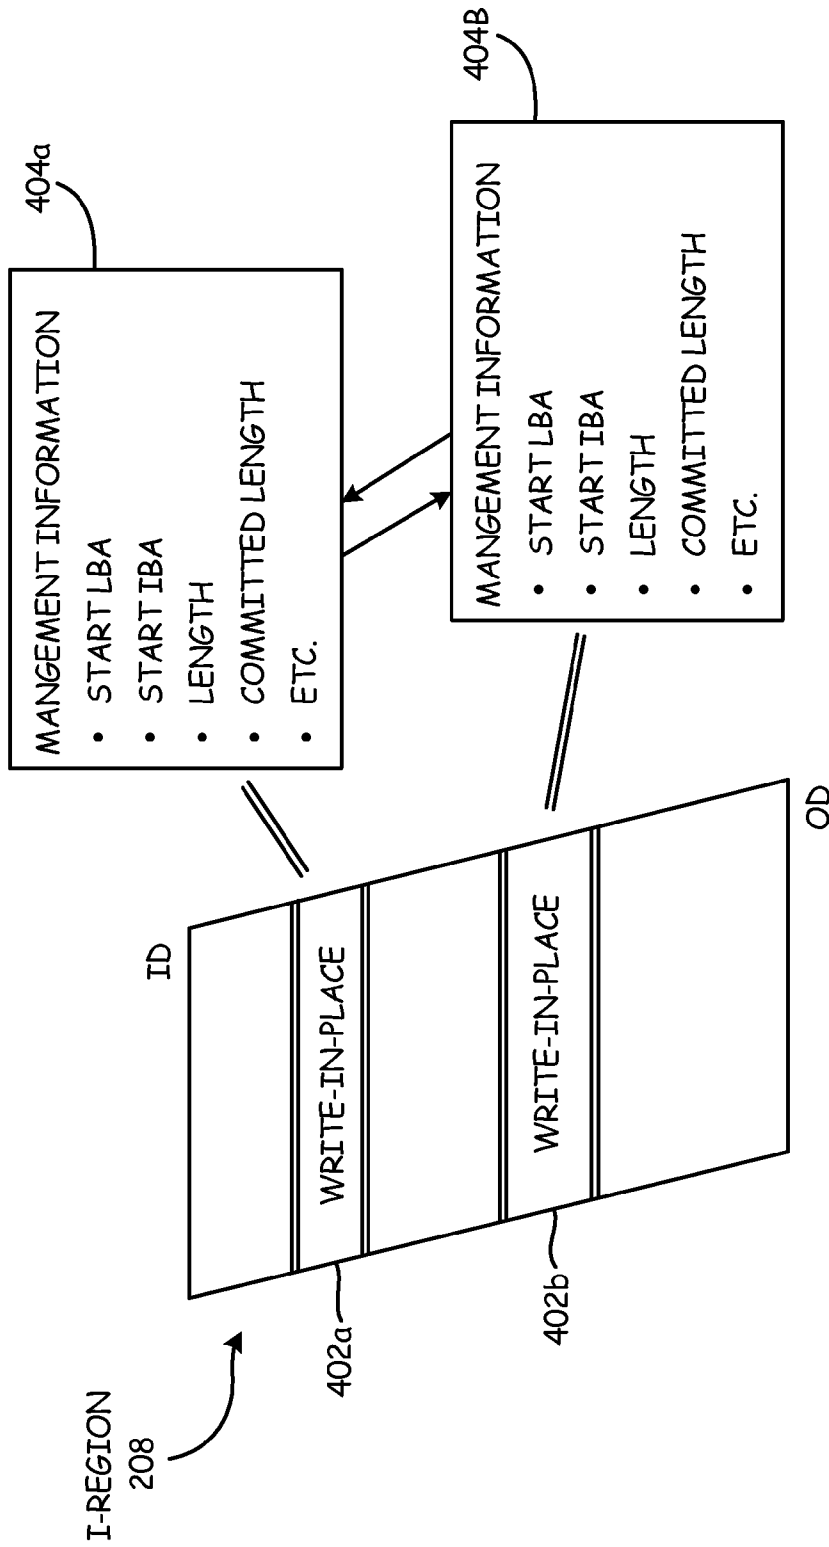 I-REGION
208
ID
402a
WRITE-IN-PLACE
402b
WRITE-IN-PLACE
OD
404a
MANGEMENT INFORMATION
• START LBA
• START IBA
• LENGTH
• COMMITTED LENGTH
• ETC.
404B
MANGEMENT INFORMATION
• START LBA
• START IBA
• LENGTH
• COMMITTED LENGTH
• ETC.